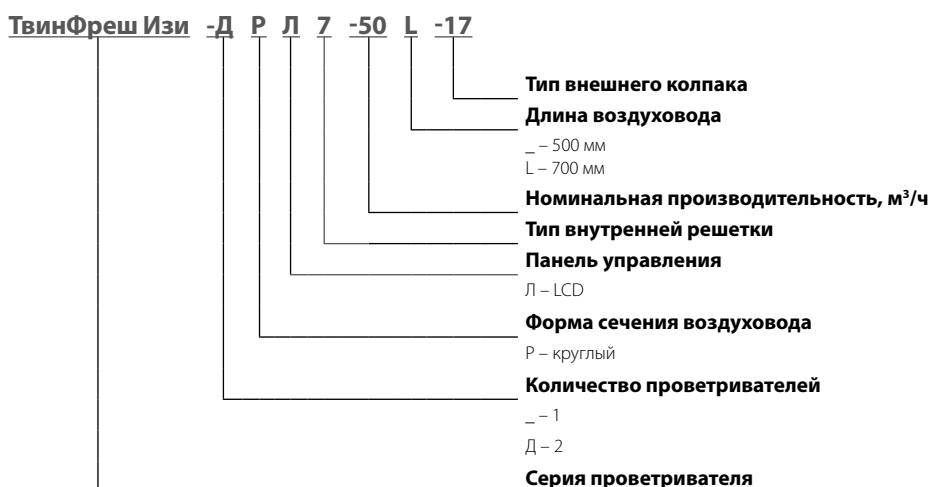 ТвинФреш Изи -Д Р Л 7 -50 L -17
Тип внешнего колпака
Длина воздуховода
_ – 500 мм
L – 700 мм
Номинальная производительность, м³/ч
Тип внутренней решетки
Панель управления
Л – LCD
Форма сечения воздуховода
Р – круглый
Количество проветривателей
_ – 1
Д – 2
Серия проветривателя